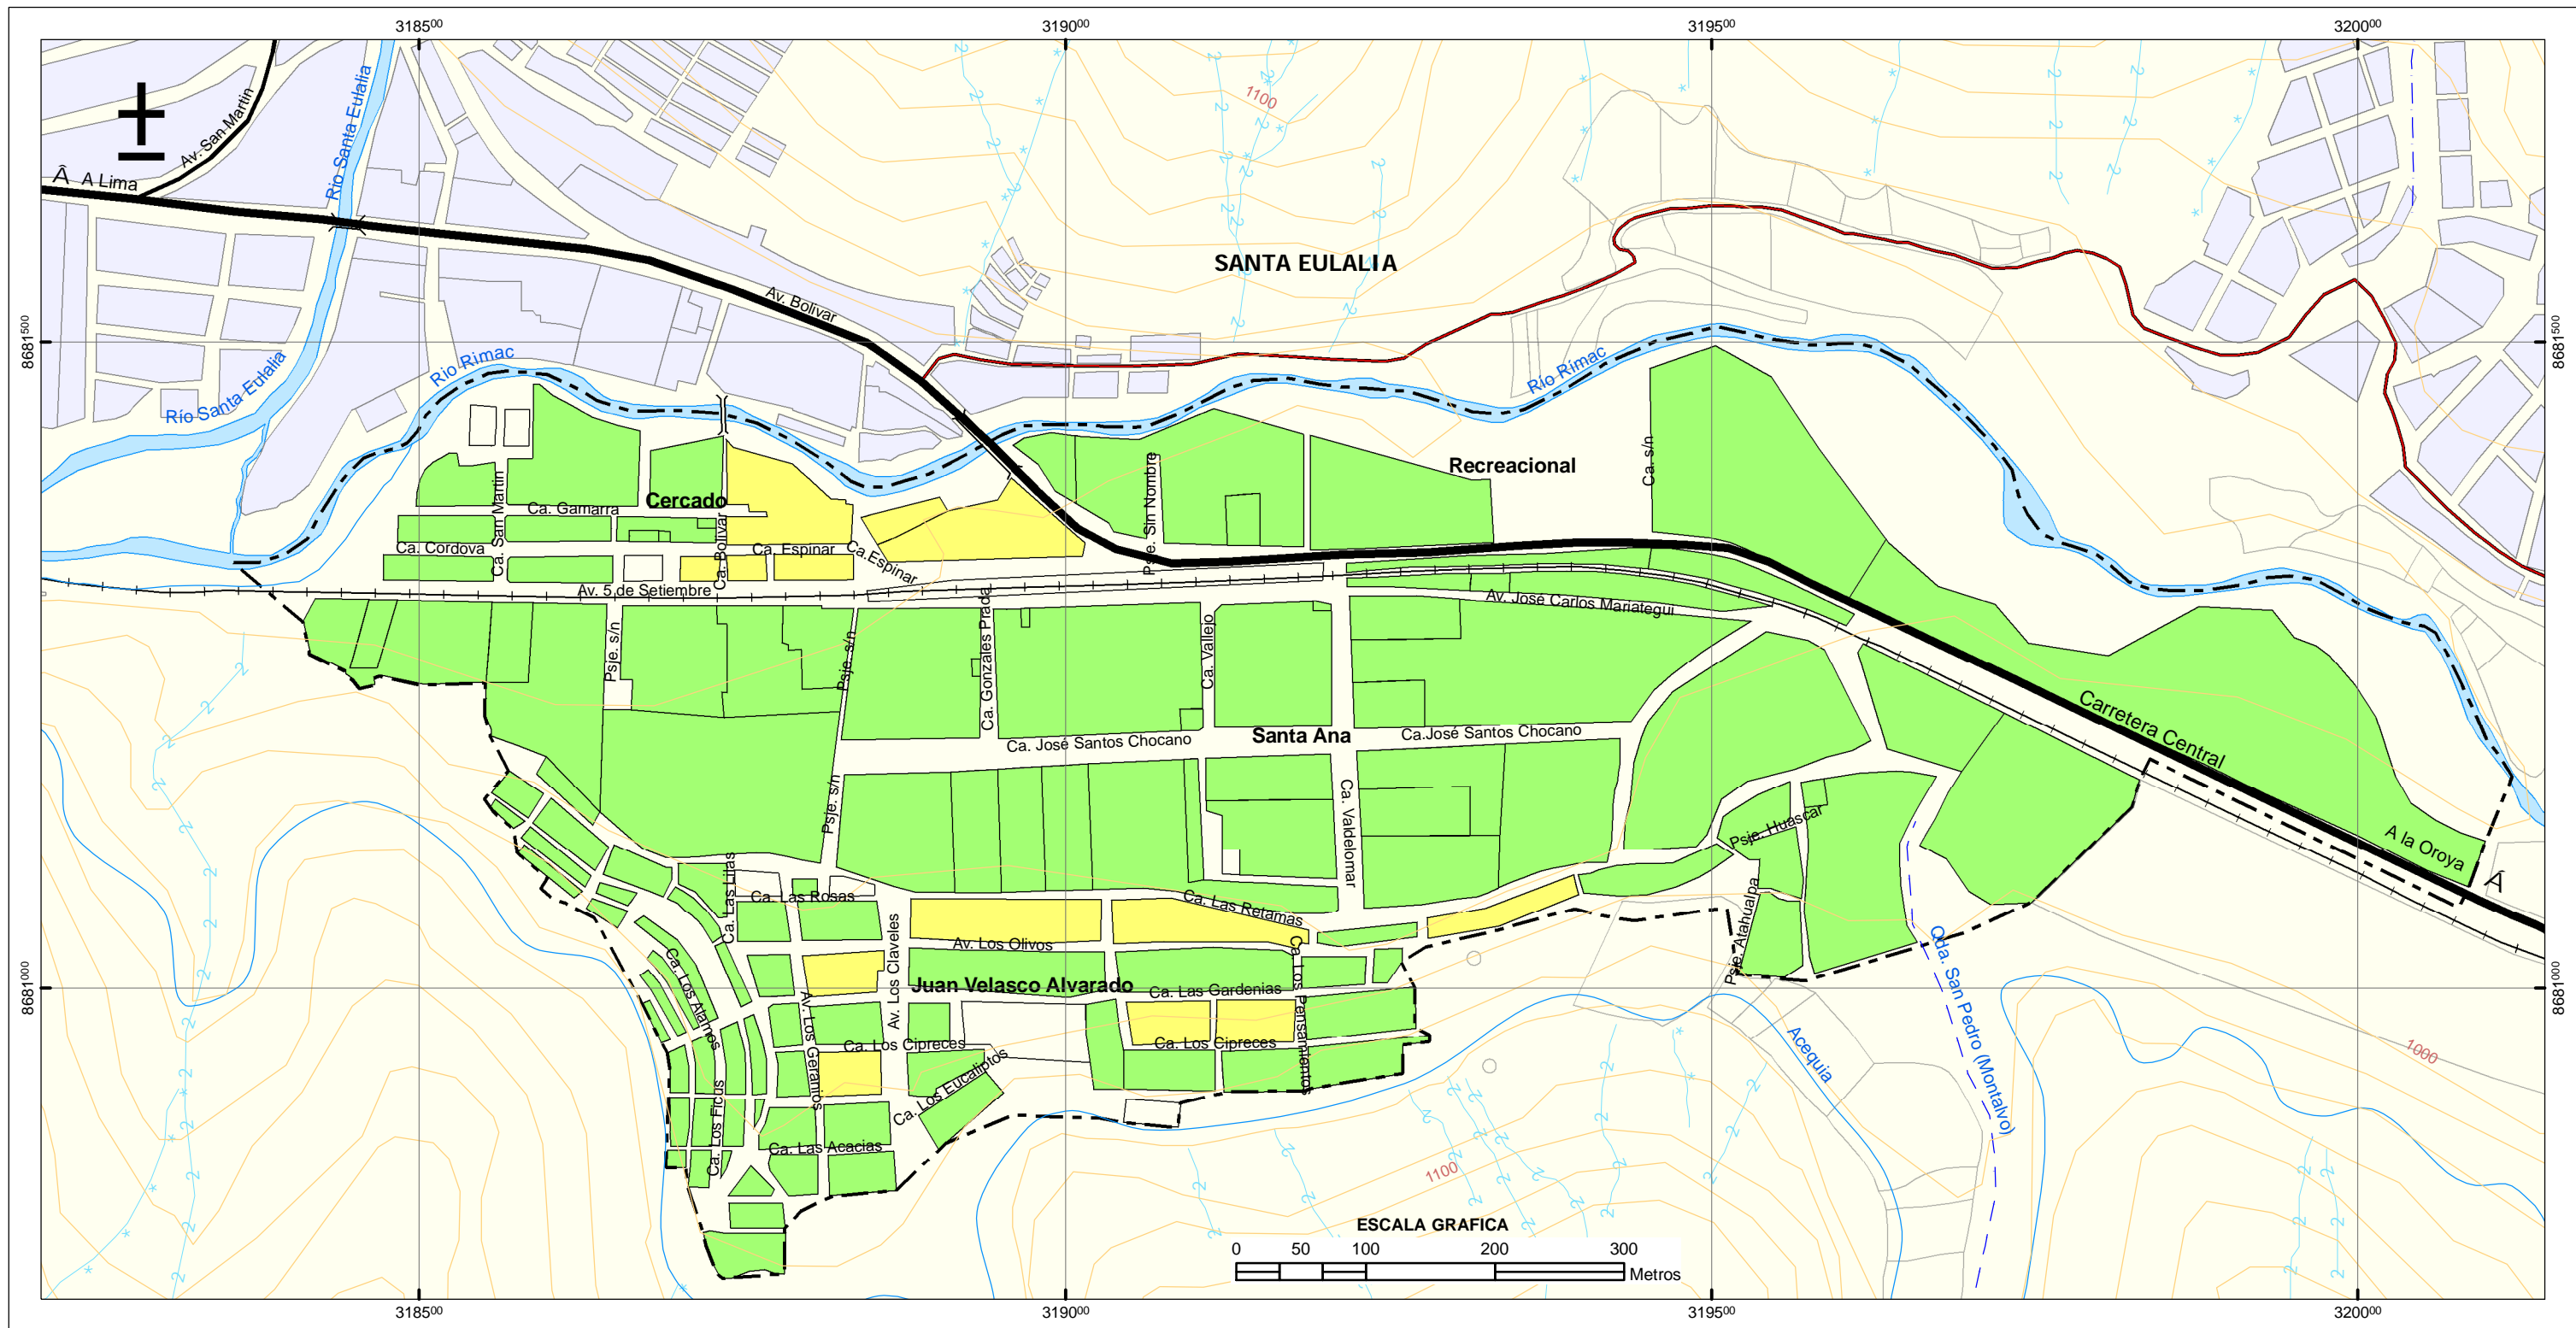 318500
319000
319500
320000
Río Santa Eulalia
Av. San Martin
A Lima
1100
SANTA EULALIA
Av. Bolivar
8681500
8681500
Río Rimac
Río Rimac
Río Santa Eulalia
Recreacional
Ca. s/n
Psje. Sin Nombre
Cercado
Ca. San Martin
Ca. Gamarra
Ca. Bolivar
Ca. Cordova
Ca. Espinar
Ca.Espinar
Av. 5 de Setiembre
Av. José Carlos Mariategui
Psje. s/n
Psje. s/n
Ca. Gonzales Prada
Ca. Vallejo
Carretera Central
Santa Ana
Ca. José Santos Chocano
Ca.José Santos Chocano
Psje. s/n
Ca. Valdelomar
Psje. Huascar
A la Oroya
Ca. Las Lilas
Ca. Las Rosas
Ca. Las Retamas
Psje. Atahualpa
Av. Los Claveles
Av. Los Olivos
Ca. Los Alamos
Juan Velasco Alvarado
Ca. Las Gardenias
Ca. Los Pensamientos
Qda. San Pedro (Montalvo)
8681000
8681000
Av. Los Geranios
Ca. Los Cipreces
Ca. Los Cipreces
Ca. Los Eucaliptos
Acequia
1000
Ca. Los Ficus
Ca. Las Acacias
1100
ESCALA GRAFICA
0 50 100 200 300
Metros
318500
319000
319500
320000